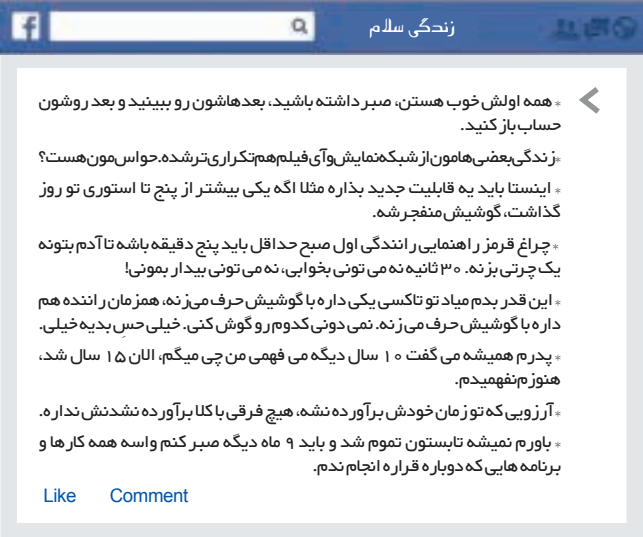 f
زندگی سلام
* همه اولش خوب هستن، صبر داشته باشید، بعدهاشون رو ببینید و بعد روشون
حساب باز کنید.
* زندگی بعضی هامون از شبکه نمایش و آی فیلم هم تکراری تر شده. حواس مون هست؟
* اینستا باید یه قابلیت جدید بذاره مثلا اگه یکی بیشتر از پنج تا استوری تو روز
گذاشت، گوشیش منفجر شه.
* چراغ قرمز راهنمایی رانندگی اول صبح حداقل باید پنج دقیقه باشه تا آدم بتونه
یک چرتی بزنه. ۳۰ ثانیه نه می تونی بخوابی، نه می تونی بیدار بمونی!
* این قدر بدم میاد تو تاکسی یکی داره با گوشیش حرف می‌زنه، همزمان راننده هم
داره با گوشیش حرف می زنه. نمی دونی کدوم رو گوش کنی. خیلی حسِ بدیه خیلی.
* پدرم همیشه می گفت ۱۰ سال دیگه می فهمی من چی میگم، الان ۱۵ سال شد،
هنوزم نفهمیدم.
* آرزویی که تو زمان خودش برآورده نشه، هیچ فرقی با کلا برآورده نشدنش نداره.
* باورم نمیشه تابستون تموم شد و باید ۹ ماه دیگه صبر کنم واسه همه کارها و
برنامه هایی که دوباره قراره انجام ندم.
Like Comment